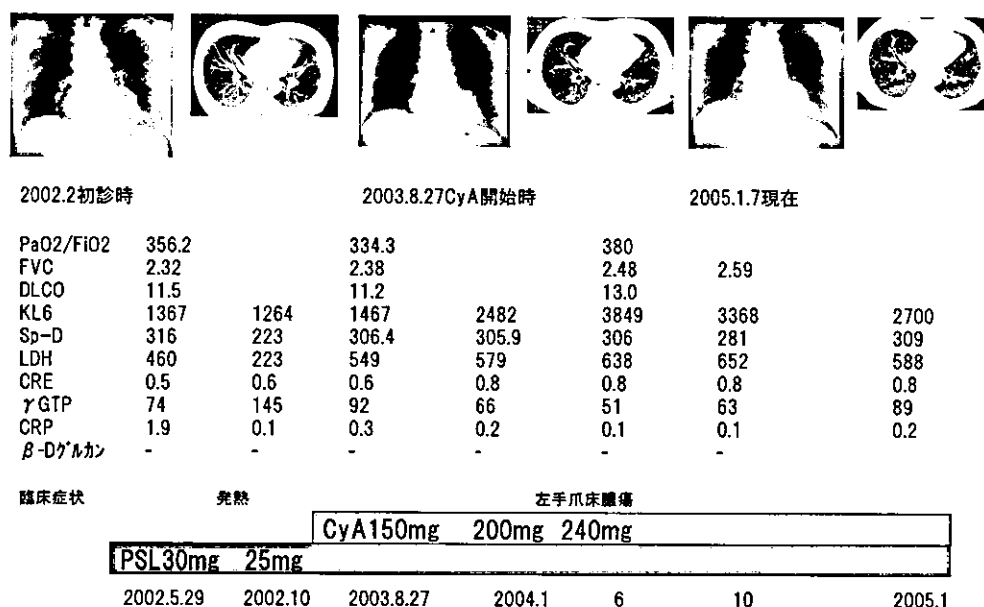 2002.2初診時 2003.8.27CyA開始時 2005.1.7現在
PaO2/FiO2 356.2 334.3 380
FVC 2.32 2.38 2.48 2.59
DLCO 11.5 11.2 13.0
KL6 1367 1264 1467 2482 3849 3368 2700
Sp-D 316 223 306.4 305.9 306 281 309
LDH 460 223 549 579 638 652 588
CRE 0.5 0.6 0.6 0.8 0.8 0.8 0.8
γGTP 74 145 92 66 51 63 89
CRP 1.9 0.1 0.3 0.2 0.1 0.1 0.2
β-Dグルカン - - - - - -
臨床症状 発熱 左手爪床膿瘍
CyA150mg 200mg 240mg
PSL30mg 25mg
2002.5.29 2002.10 2003.8.27 2004.1 6 10 2005.1